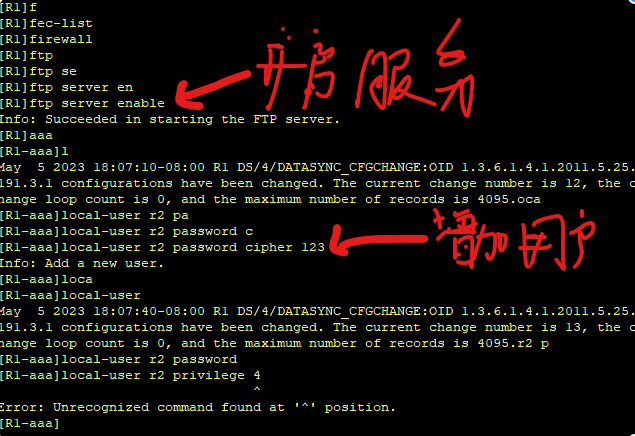 [R1]f
[R1]fec-list
[R1]firewall
[R1]ftp
[R1]ftp se
[R1]ftp server en
[R1]ftp server enable
开启服务
Info: Succeeded in starting the FTP server.
[R1]aaa
[R1-aaa]l
May  5 2023 18:07:10-08:00 R1 DS/4/DATASYNC_CFGCHANGE:OID 1.3.6.1.4.1.2011.5.25.
191.3.1 configurations have been changed. The current change number is 12, the c
hange loop count is 0, and the maximum number of records is 4095.oca
[R1-aaa]local-user r2 pa
[R1-aaa]local-user r2 password c
[R1-aaa]local-user r2 password cipher 123
增加用户
Info: Add a new user.
[R1-aaa]loca
[R1-aaa]local-user
May  5 2023 18:07:40-08:00 R1 DS/4/DATASYNC_CFGCHANGE:OID 1.3.6.1.4.1.2011.5.25.
191.3.1 configurations have been changed. The current change number is 13, the c
hange loop count is 0, and the maximum number of records is 4095.r2 p
[R1-aaa]local-user r2 password
[R1-aaa]local-user r2 privilege 4
^
Error: Unrecognized command found at '^' position.
[R1-aaa]